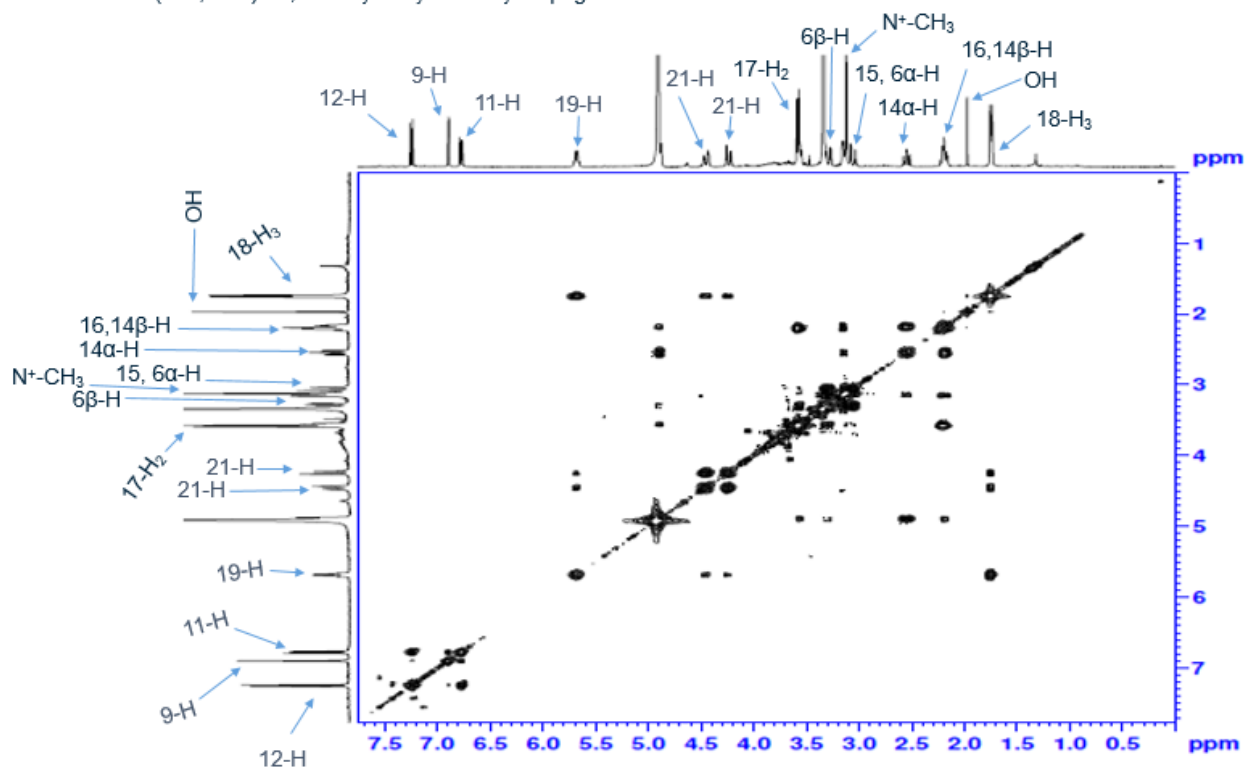 6β-H
N⁺-CH₃
16,14β-H
9-H
17-H₂
15, 6α-H
OH
12-H
11-H
19-H
21-H
21-H
14α-H
18-H₃
ppm
OH
18-H₃
16,14β-H
14α-H
N⁺-CH₃
15, 6α-H
6β-H
17-H₂
21-H
21-H
19-H
11-H
9-H
12-H
1
2
3
4
5
6
7
7.5 7.0 6.5 6.0 5.5 5.0 4.5 4.0 3.5 3.0 2.5 2.0 1.5 1.0 0.5 ppm